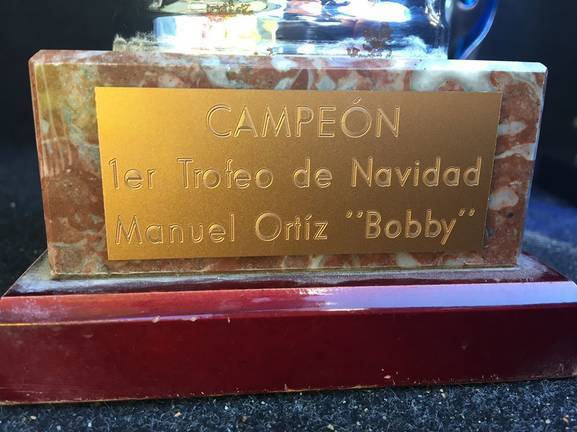 CAMPEÓN
1er Trofeo de Navidad
Manuel Ortíz "Bobby"